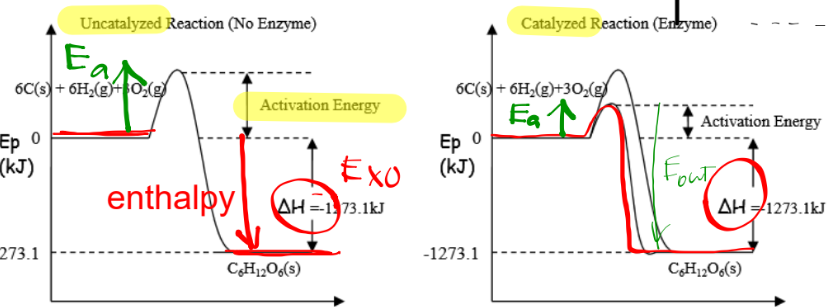 Uncatalyzed Reaction (No Enzyme)
Ea
6C(s) + 6H₂(g)+3O₂(g)
Activation Energy
Ep
(kJ)
0
Exo
enthalpy
ΔH =-1273.1kJ
273.1
C₆H₁₂O₆(s)
Catalyzed Reaction (Enzyme)
6C(s) + 6H₂(g)+3O₂(g)
Ea
Activation Energy
Ep
(kJ)
0
Eout
ΔH =-1273.1kJ
-1273.1
C₆H₁₂O₆(s)